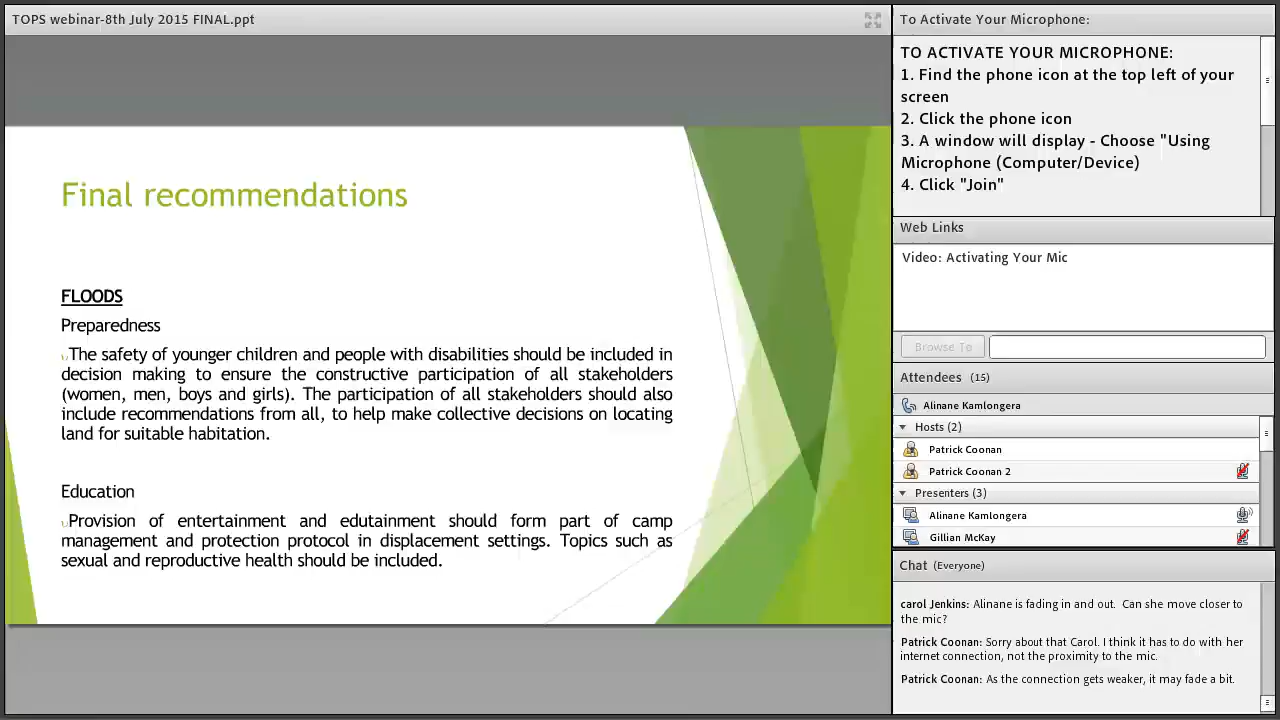 TOPS webinar-8th July 2015 FINAL.ppt
Final recommendations
FLOODS
Preparedness
The safety of younger children and people with disabilities should be included in
decision making to ensure the constructive participation of all stakeholders
(women, men, boys and girls). The participation of all stakeholders should also
include recommendations from all, to help make collective decisions on locating
land for suitable habitation.
Education
Provision of entertainment and edutainment should form part of camp
management and protection protocol in displacement settings. Topics such as
sexual and reproductive health should be included.
To Activate Your Microphone:
TO ACTIVATE YOUR MICROPHONE:
1. Find the phone icon at the top left of your
screen
2. Click the phone icon
3. A window will display - Choose "Using
Microphone (Computer/Device)
4. Click "Join"
Web Links
Video: Activating Your Mic
Browse To
Attendees (15)
Alinane Kamlongera
Hosts (2)
Patrick Coonan
Patrick Coonan 2
Presenters (3)
Alinane Kamlongera
Gillian McKay
Chat (Everyone)
carol Jenkins: Alinane is fading in and out. Can she move closer to
the mic?
Patrick Coonan: Sorry about that Carol. I think it has to do with her
internet connection, not the proximity to the mic.
Patrick Coonan: As the connection gets weaker, it may fade a bit.